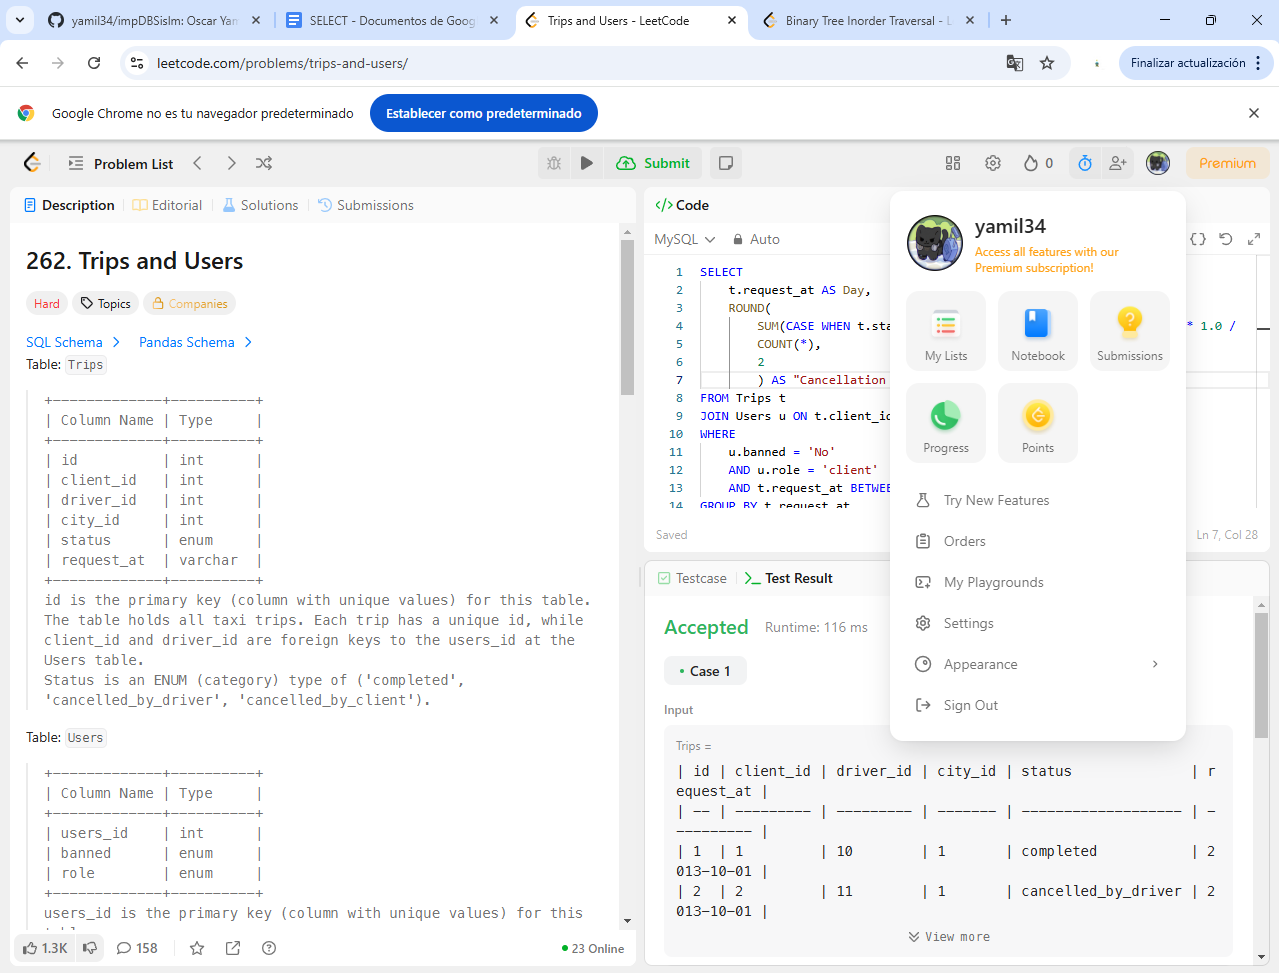 yamil34/impDBSislm: Oscar Yam
SELECT - Documentos de Goog
Trips and Users - LeetCode
Binary Tree Inorder Traversal - L
leetcode.com/problems/trips-and-users/
Finalizar actualización
Google Chrome no es tu navegador predeterminado
Establecer como predeterminado
Problem List
Submit
0
Premium
Description
Editorial
Solutions
Submissions
262. Trips and Users
Hard
Topics
Companies
SQL Schema
Pandas Schema
Table: Trips
+-------------+----------+
| Column Name | Type     |
+-------------+----------+
| id          | int      |
| client_id   | int      |
| driver_id   | int      |
| city_id     | int      |
| status      | enum     |
| request_at  | varchar  |
+-------------+----------+
id is the primary key (column with unique values) for this table.
The table holds all taxi trips. Each trip has a unique id, while
client_id and driver_id are foreign keys to the users_id at the
Users table.
Status is an ENUM (category) type of ('completed',
'cancelled_by_driver', 'cancelled_by_client').
Table: Users
+-------------+----------+
| Column Name | Type     |
+-------------+----------+
| users_id    | int      |
| banned      | enum     |
| role        | enum     |
+-------------+----------+
users_id is the primary key (column with unique values) for this
1.3K
158
23 Online
Code
MySQL
Auto
1 SELECT
2 t.request_at AS Day,
3 ROUND(
4 SUM(CASE WHEN t.sta
* 1.0 /
5 COUNT(*),
6 2
7 ) AS "Cancellation
8 FROM Trips t
9 JOIN Users u ON t.client_id
10 WHERE
11 u.banned = 'No'
12 AND u.role = 'client'
13 AND t.request_at BETWEE
14 GROUP BY t.request_at
Saved
Ln 7, Col 28
Testcase
Test Result
Accepted
Runtime: 116 ms
Case 1
Input
Trips =
| id | client_id | driver_id | city_id | status              | r
equest_at |
| -- | --------- | --------- | ------- | ------------------- | -
--------- |
| 1  | 1         | 10        | 1       | completed           | 2
013-10-01 |
| 2  | 2         | 11        | 1       | cancelled_by_driver | 2
013-10-01 |
View more
yamil34
Access all features with our
Premium subscription!
My Lists
Notebook
Submissions
Progress
Points
Try New Features
Orders
My Playgrounds
Settings
Appearance
Sign Out